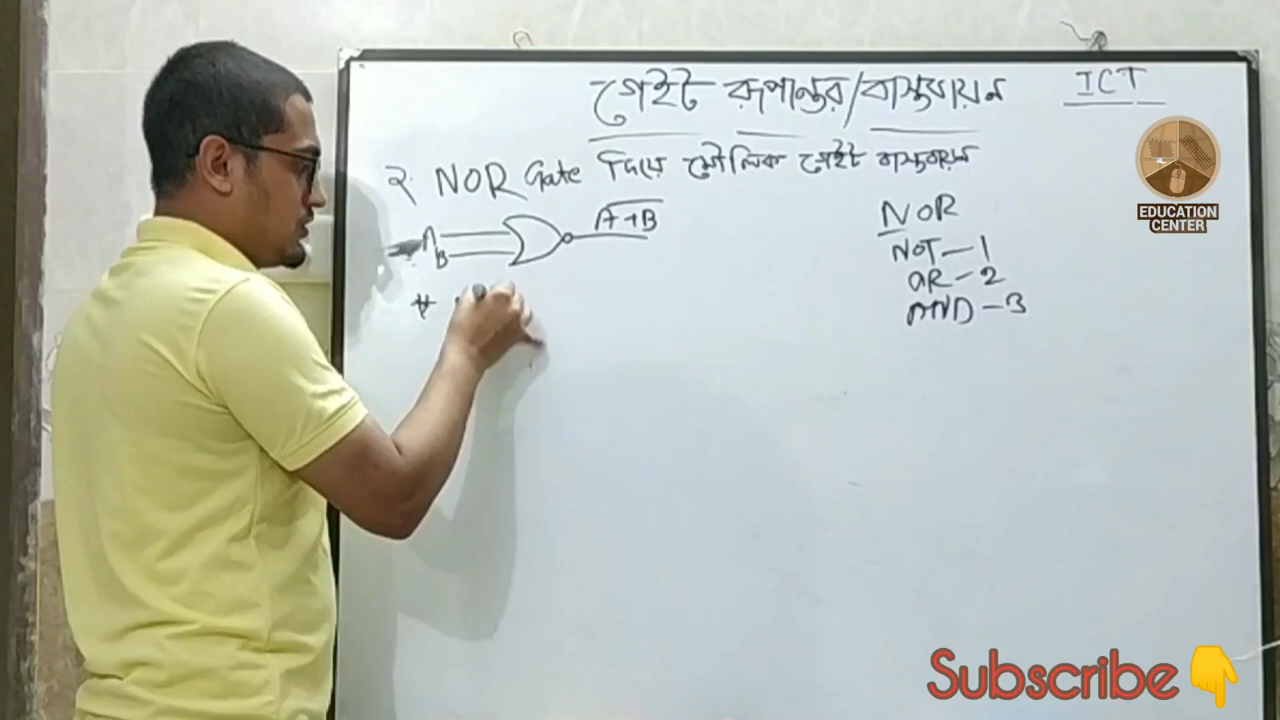 গেইট রূপান্তর/বাস্তবায়ন
ICT
২. NOR Gate দিয়ে মৌলিক গেইট বাস্তবায়ন
A
B
A+B
NOR
NOT-1
OR-2
AND-3
EDUCATION
CENTER
Subscribe